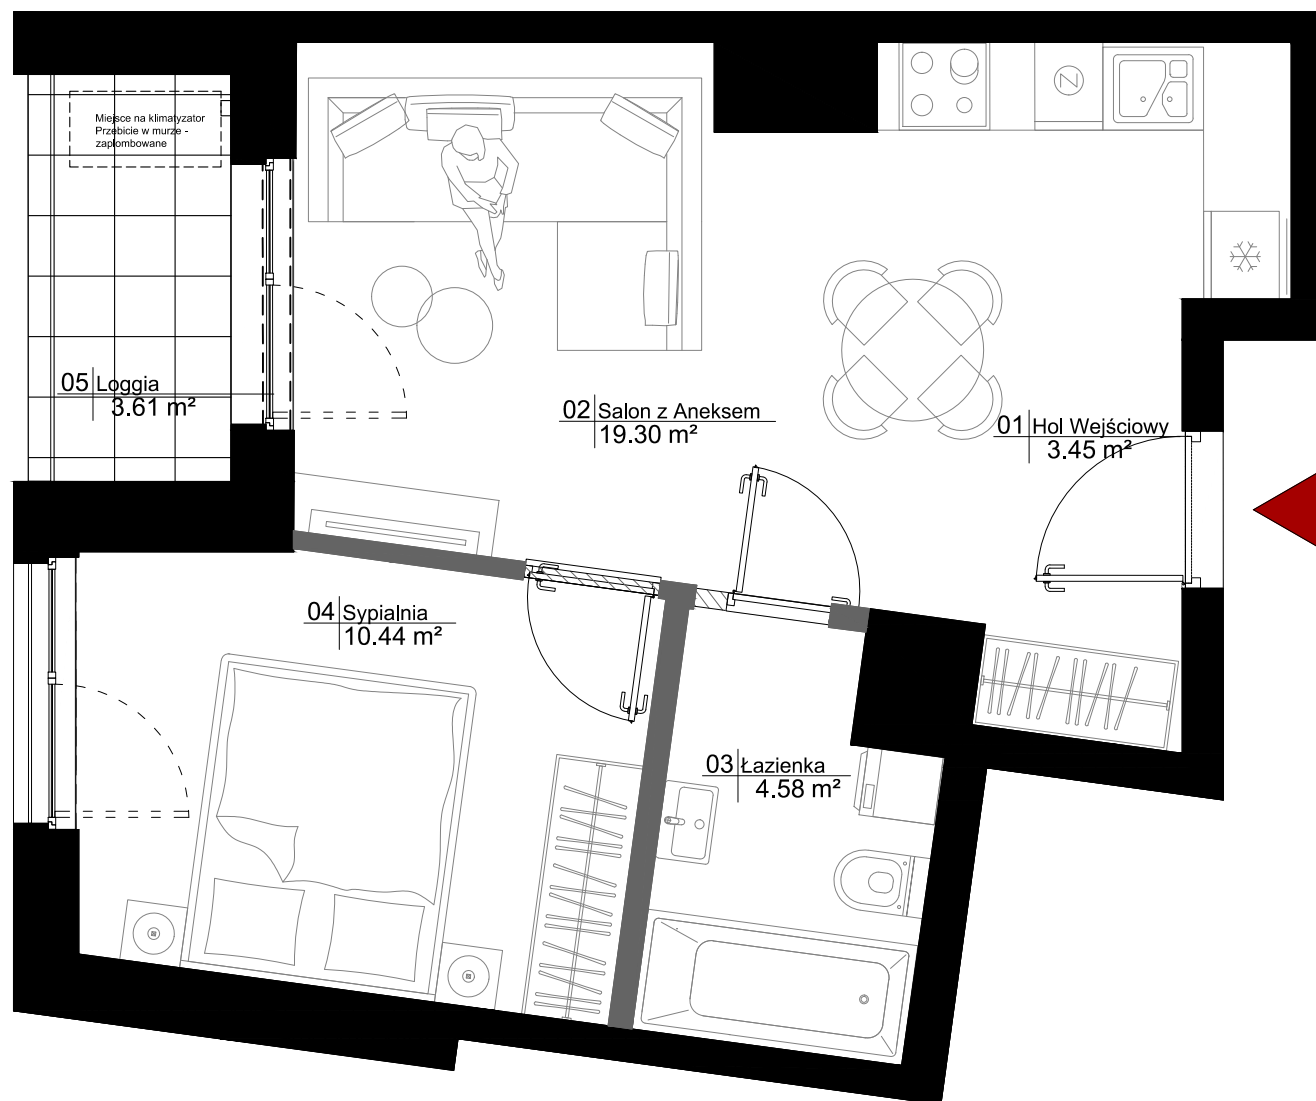 Miejsce na klimatyzator
Przebicie w murze -
zaplombowane
Z
05 Loggia
3.61 m²
02 Salon z Aneksem
19.30 m²
01 Hol Wejściowy
3.45 m²
04 Sypialnia
10.44 m²
03 Łazienka
4.58 m²